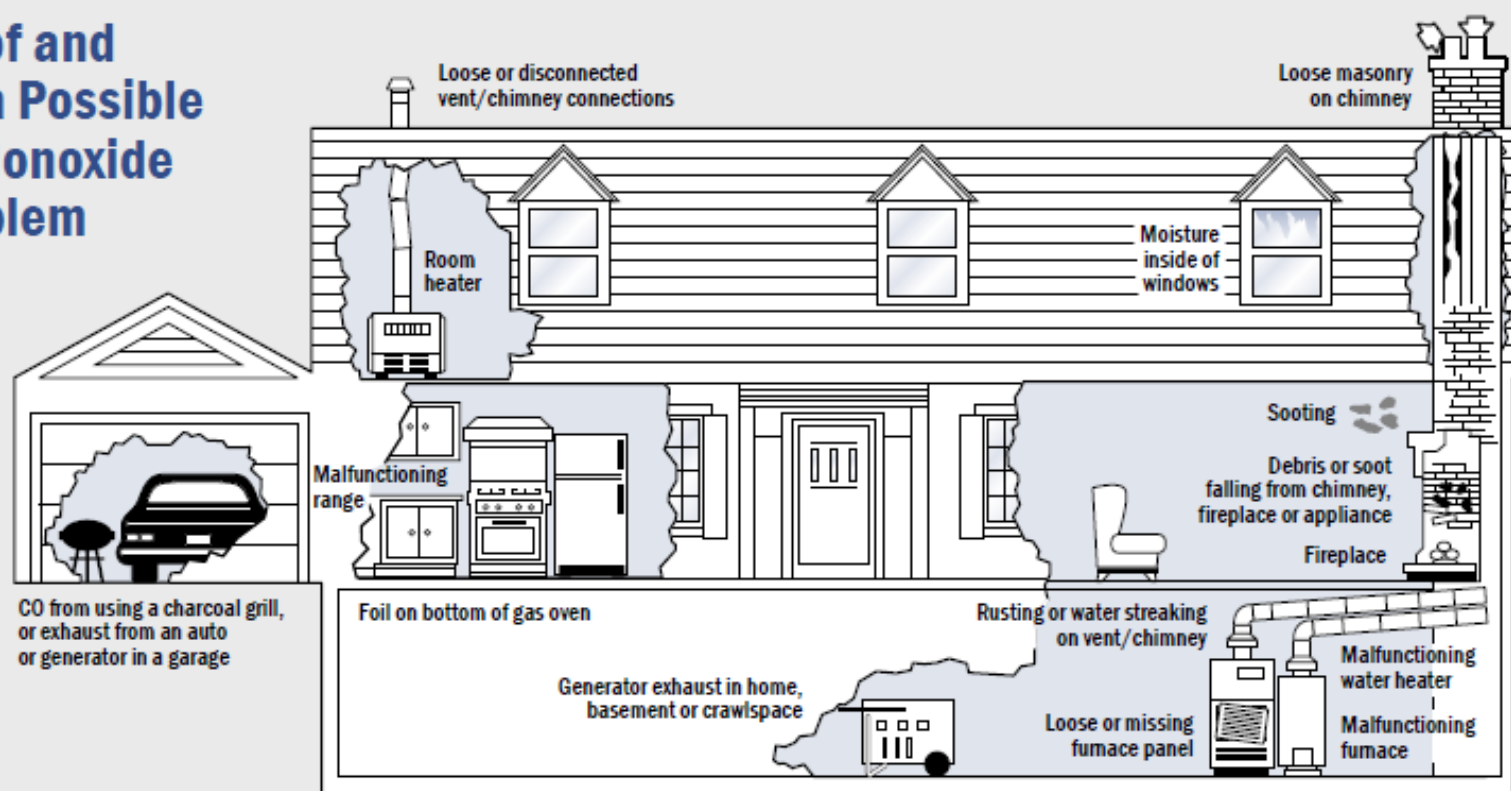 of and
n Possible
onoxide
olem
Loose or disconnected
vent/chimney connections
Loose masonry
on chimney
Room
heater
Moisture
inside of
windows
Malfunctioning
range
Sooting
Debris or soot
falling from chimney,
fireplace or appliance
Fireplace
CO from using a charcoal grill,
or exhaust from an auto
or generator in a garage
Foil on bottom of gas oven
Rusting or water streaking
on vent/chimney
Generator exhaust in home,
basement or crawlspace
Loose or missing
furnace panel
Malfunctioning
water heater
Malfunctioning
furnace